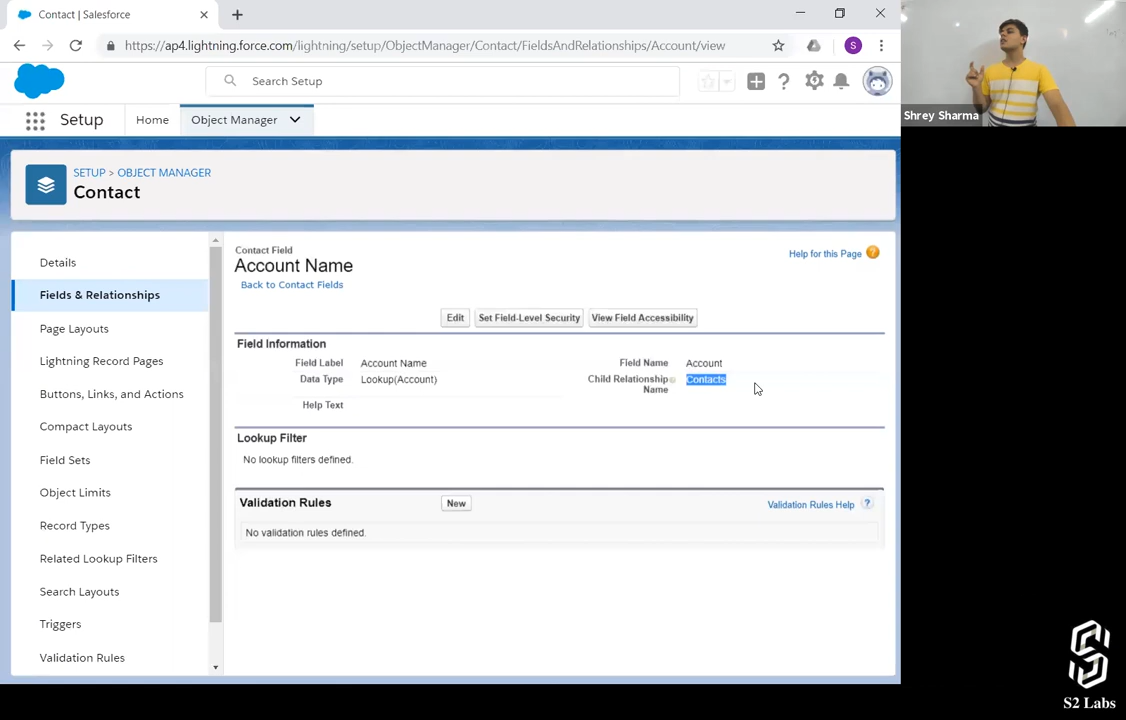 Contact | Salesforce
https://ap4.lightning.force.com/lightning/setup/ObjectManager/Contact/FieldsAndRelationships/Account/view
S
Search Setup
Setup
Home
Object Manager
SETUP > OBJECT MANAGER
Contact
Details
Fields & Relationships
Page Layouts
Lightning Record Pages
Buttons, Links, and Actions
Compact Layouts
Field Sets
Object Limits
Record Types
Related Lookup Filters
Search Layouts
Triggers
Validation Rules
Contact Field
Account Name
Back to Contact Fields
Help for this Page ?
Edit Set Field-Level Security View Field Accessibility
Field Information
Field Label Account Name Field Name Account
Data Type Lookup(Account) Child Relationship Contacts
Name
Help Text
Lookup Filter
No lookup filters defined.
Validation Rules New Validation Rules Help ?
No validation rules defined.
Shrey Sharma
S2 Labs